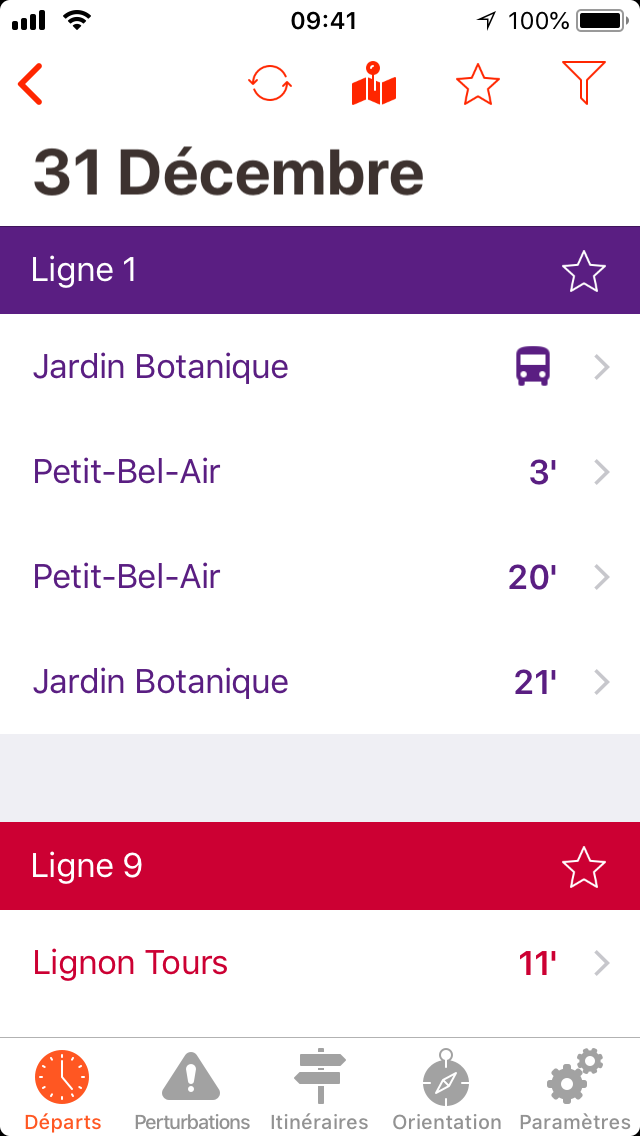 09:41 100%
31 Décembre
Ligne 1
Jardin Botanique
Petit-Bel-Air 3'
Petit-Bel-Air 20'
Jardin Botanique 21'
Ligne 9
Lignon Tours 11'
Départs Perturbations Itinéraires Orientation Paramètres